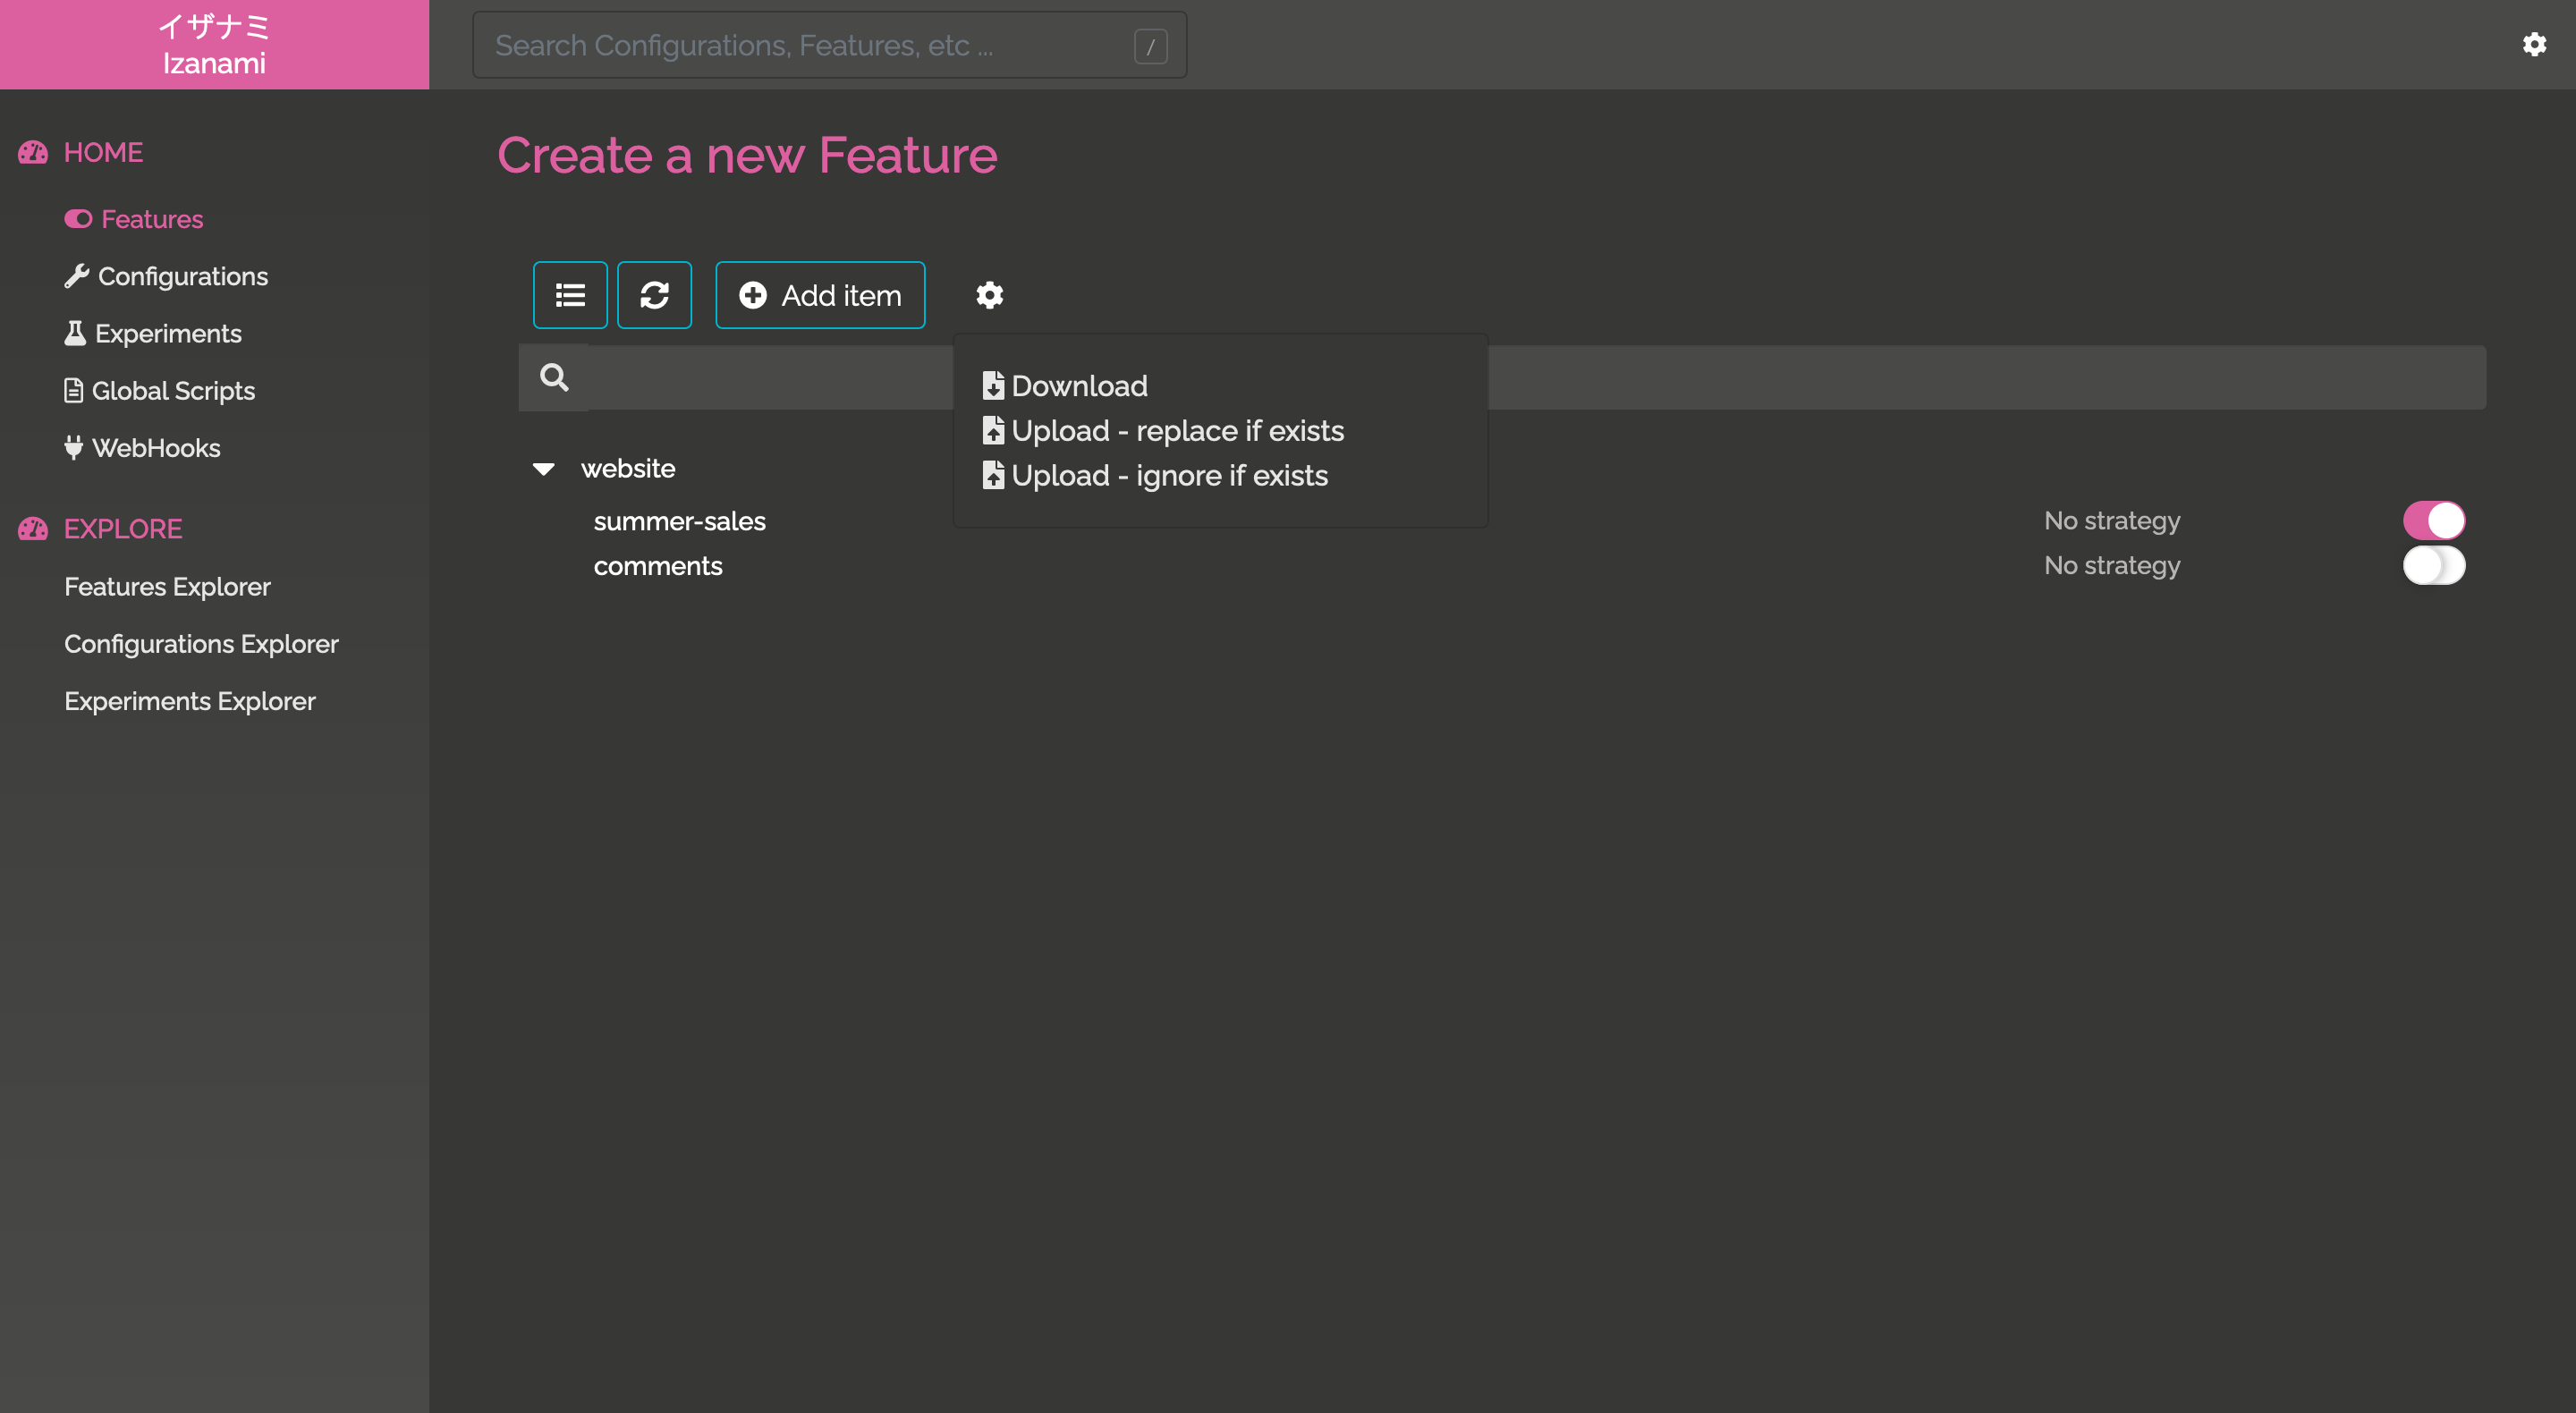 イザナミ
Izanami
Search Configurations, Features, etc ...
/
HOME
Features
Configurations
Experiments
Global Scripts
WebHooks
EXPLORE
Features Explorer
Configurations Explorer
Experiments Explorer
Create a new Feature
Add item
Download
Upload - replace if exists
Upload - ignore if exists
website
summer-sales No strategy
comments No strategy